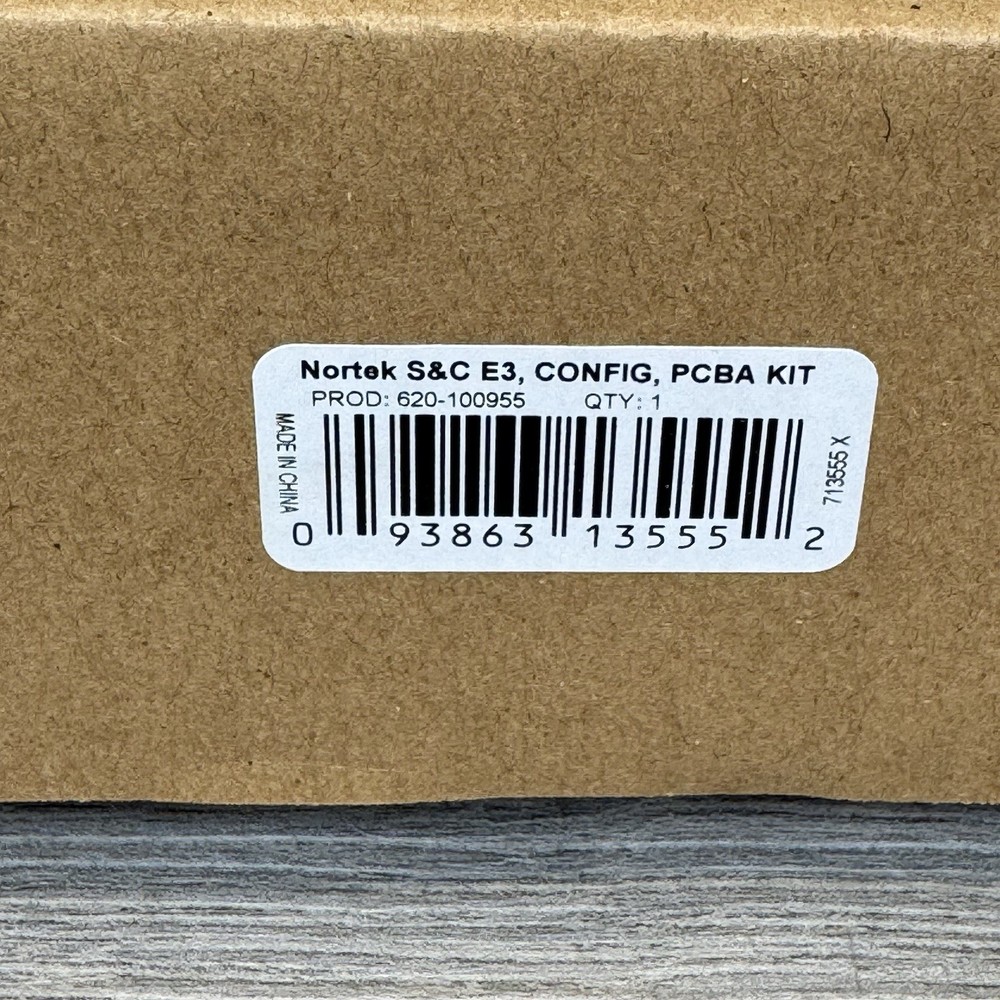 Nortek S&C E3, CONFIG, PCBA KIT
PROD: 620-100955 QTY: 1
MADE IN CHINA
713555 X
0 93863 13555 2